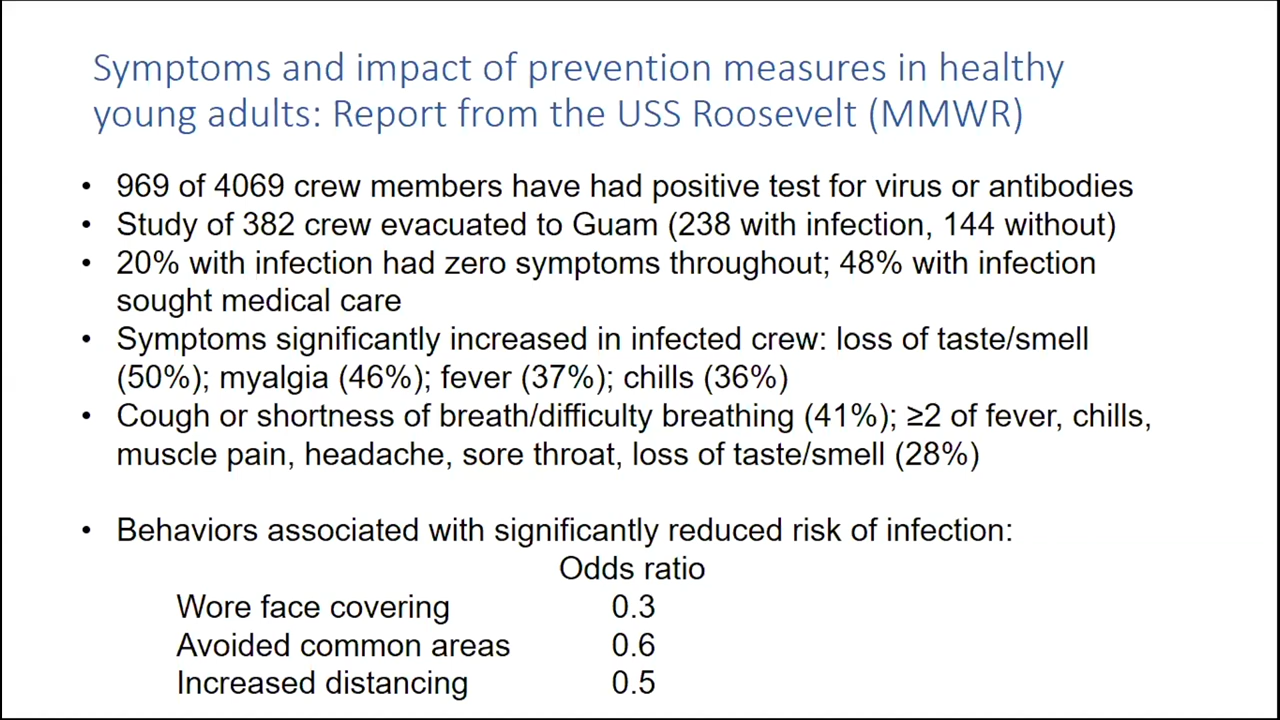 Symptoms and impact of prevention measures in healthy
young adults: Report from the USS Roosevelt (MMWR)
• 969 of 4069 crew members have had positive test for virus or antibodies
• Study of 382 crew evacuated to Guam (238 with infection, 144 without)
• 20% with infection had zero symptoms throughout; 48% with infection
sought medical care
• Symptoms significantly increased in infected crew: loss of taste/smell
(50%); myalgia (46%); fever (37%); chills (36%)
• Cough or shortness of breath/difficulty breathing (41%); ≥2 of fever, chills,
muscle pain, headache, sore throat, loss of taste/smell (28%)
• Behaviors associated with significantly reduced risk of infection:
Odds ratio
Wore face covering 0.3
Avoided common areas 0.6
Increased distancing 0.5